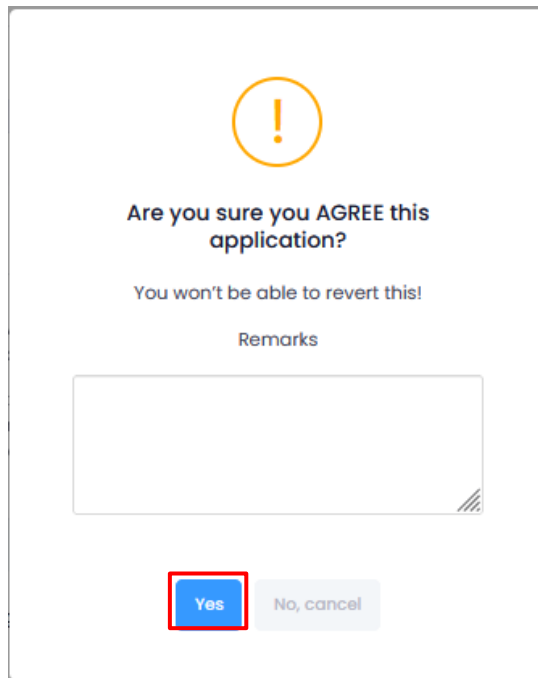 !
Are you sure you AGREE this
application?
You won't be able to revert this!
Remarks
Yes
No, cancel